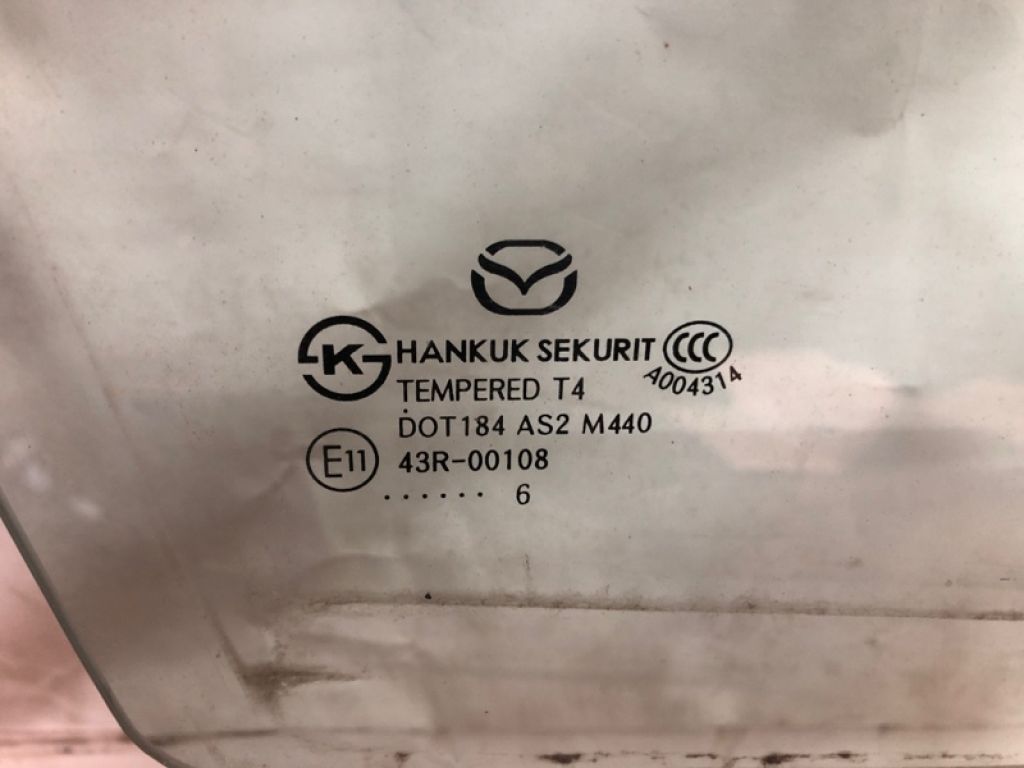 K HANKUK SEKURIT CCC
TEMPERED T4 A004314
DOT184 AS2 M440
E11 43R-00108
...... 6